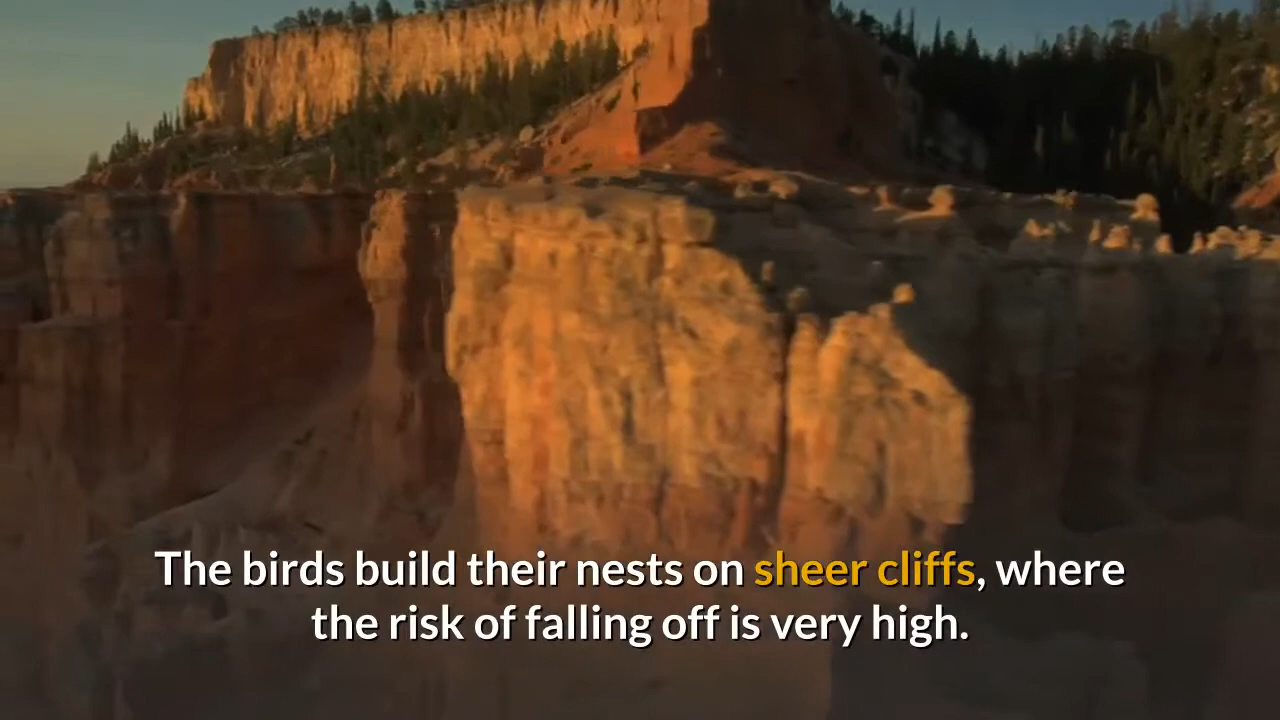 The birds build their nests on sheer cliffs, where
the risk of falling off is very high.